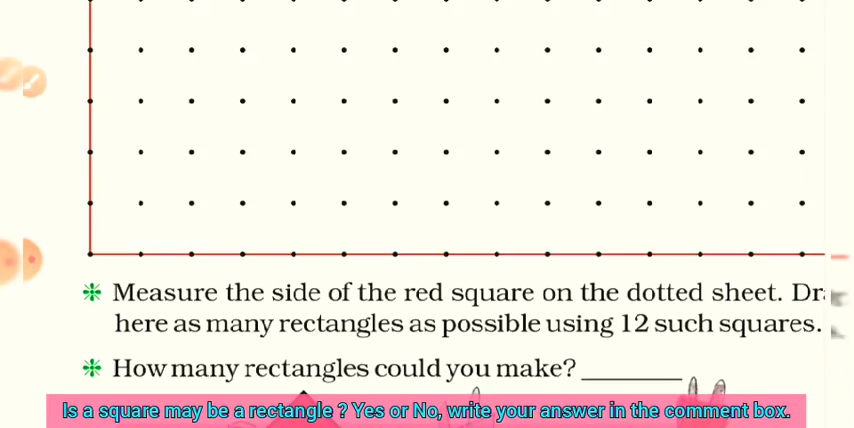 Measure the side of the red square on the dotted sheet.
here as many rectangles as possible using 12 such squares.
How many rectangles could you make?
Is a square may be a rectangle ? Yes or No, write your answer in the comment box.